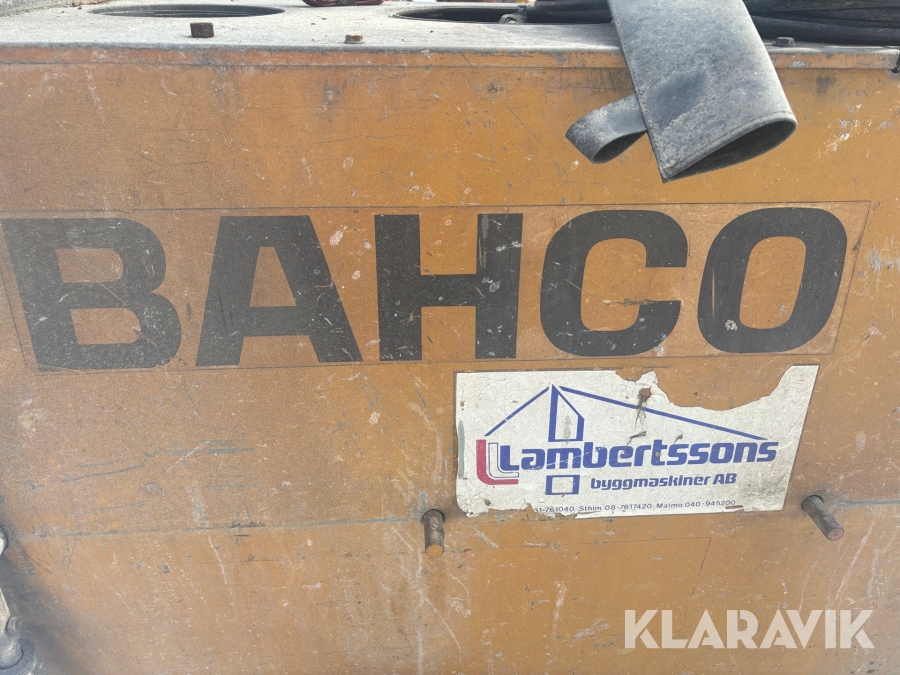 BAHCO
Lambertssons
byggmaskiner AB
31-761040 · Sthlm 08-7617420 · Malmö 040-945200
KLARAVIK